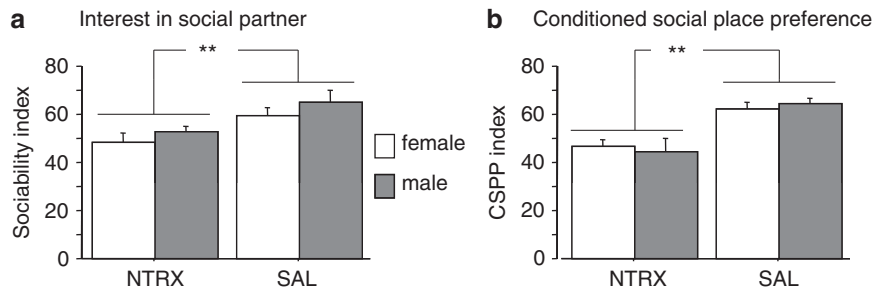 a Interest in social partner
**
Sociability index
80
60
40
20
0
NTRX SAL
female
male
b Conditioned social place preference
**
CSPP index
80
60
40
20
0
NTRX SAL